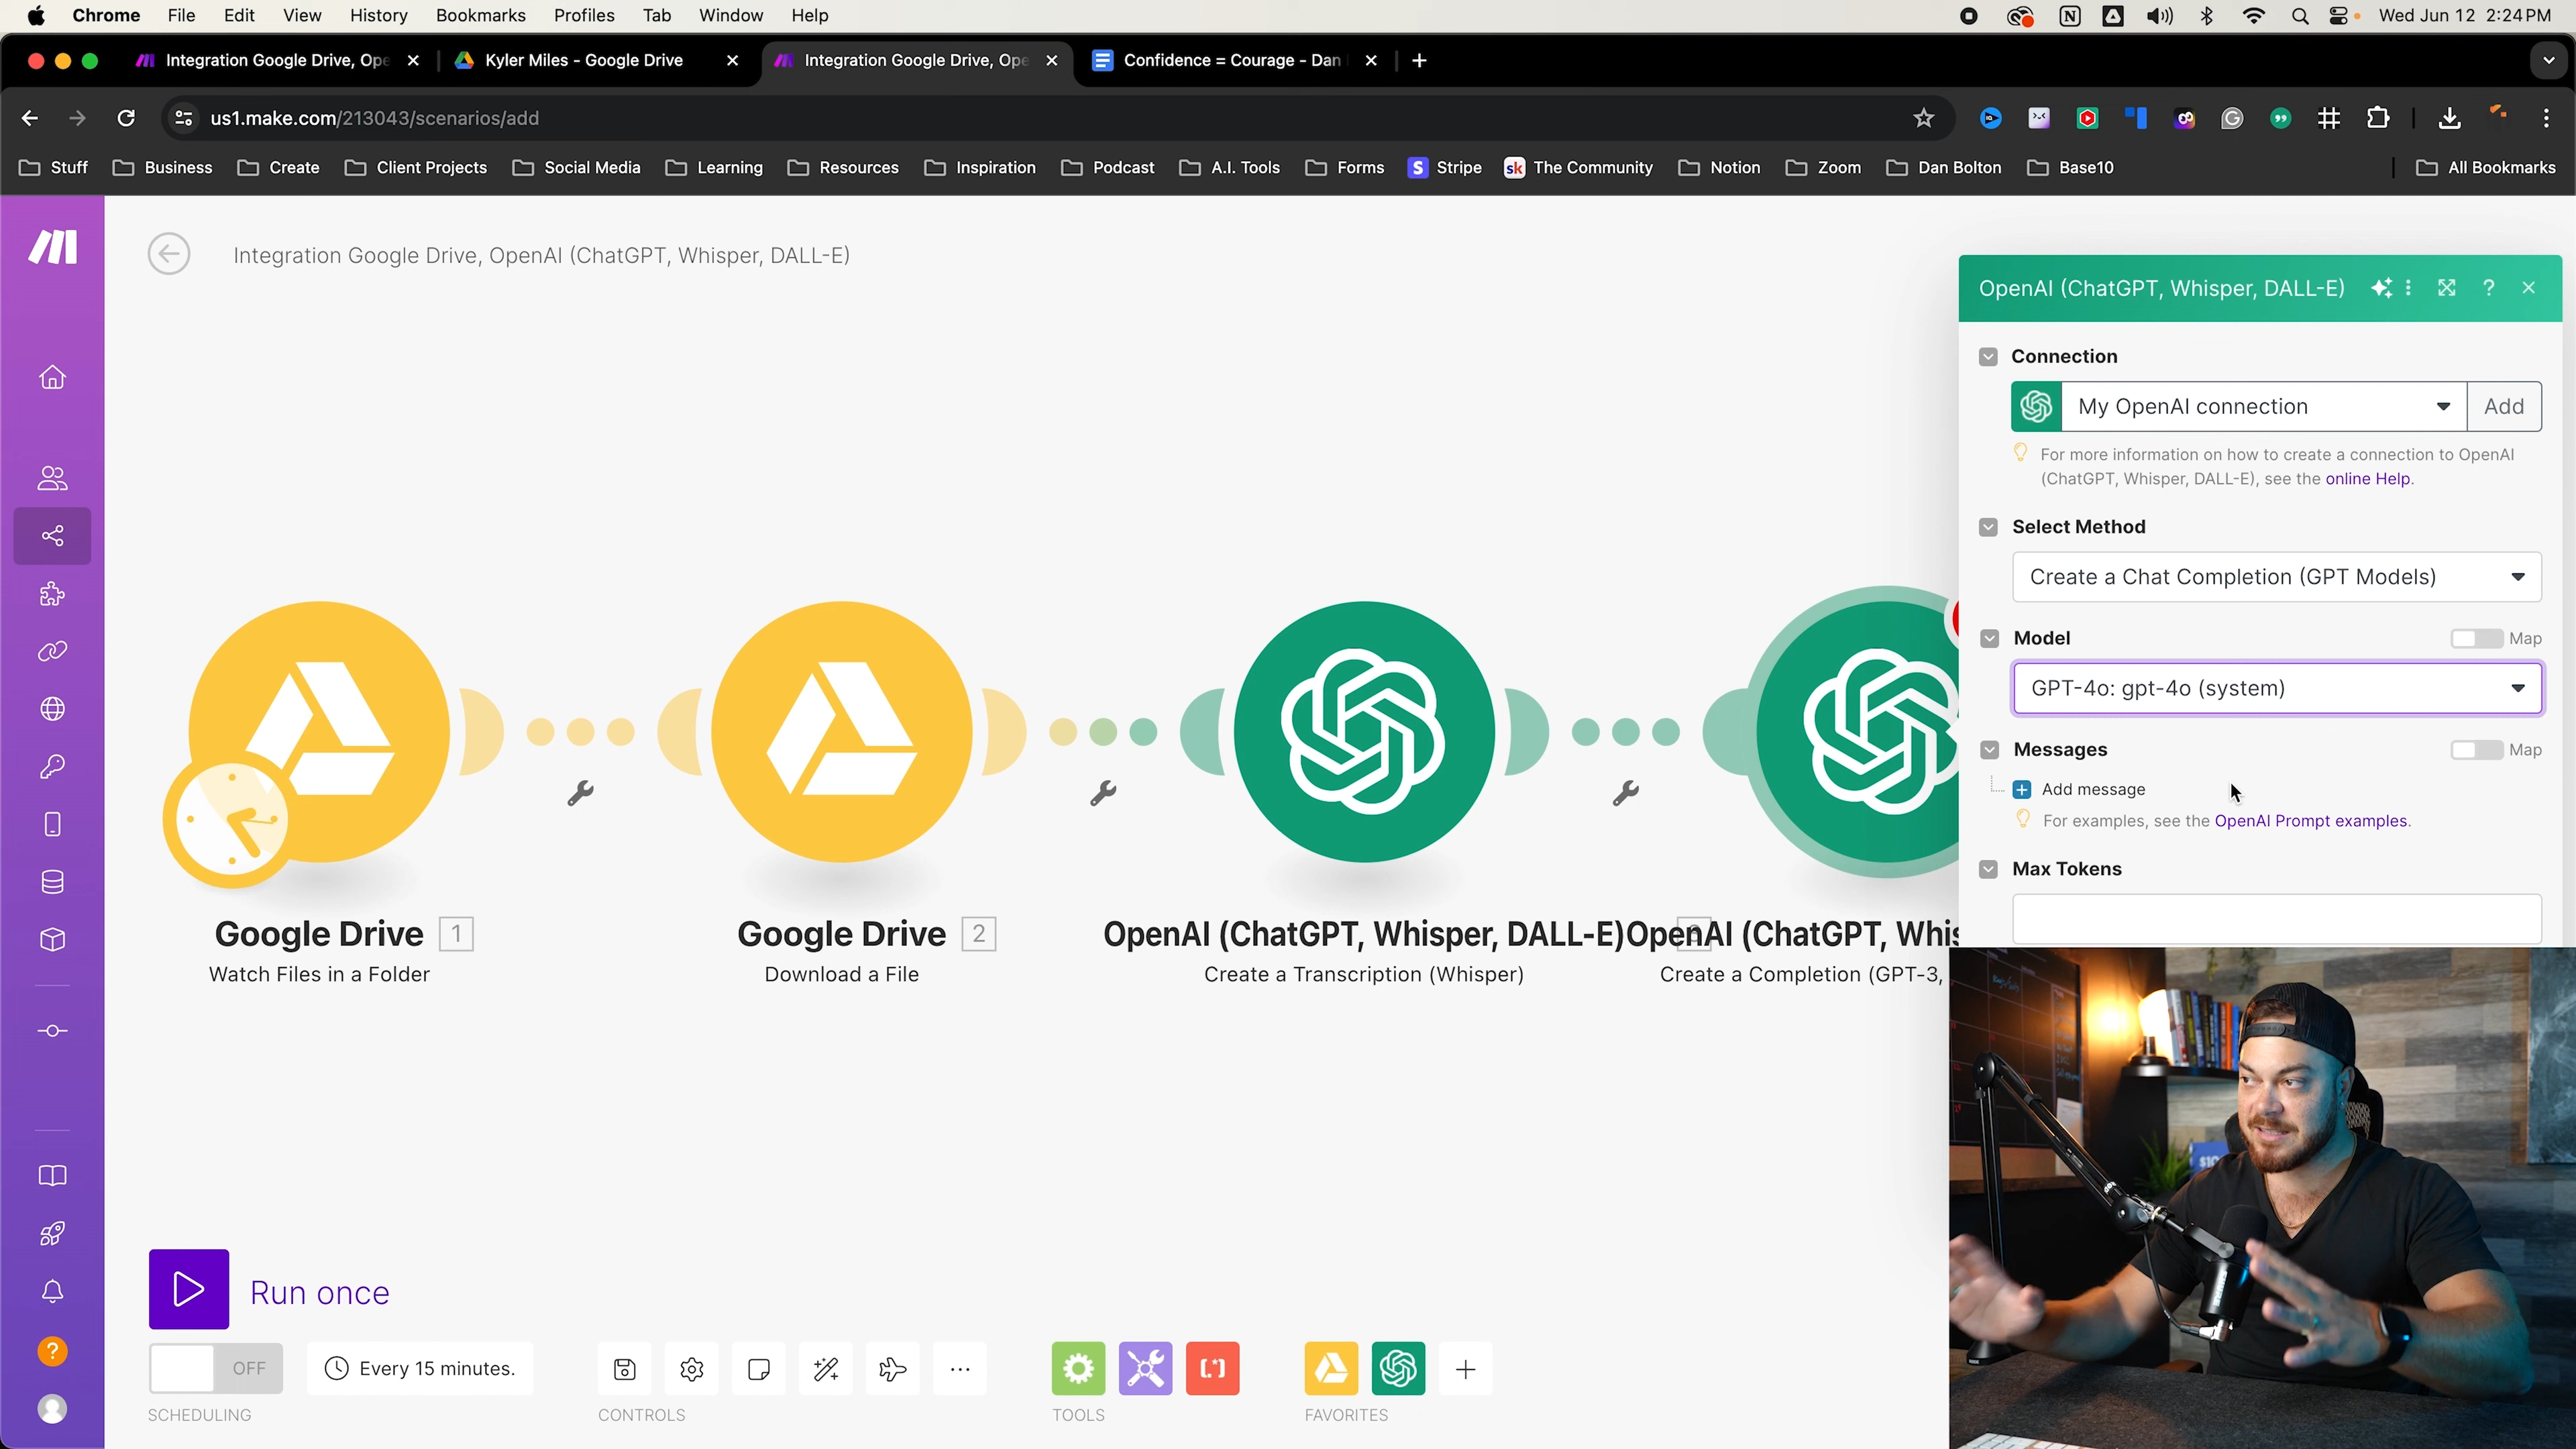 Chrome File Edit View History Bookmarks Profiles Tab Window Help Wed Jun 12 2:24 PM
Integration Google Drive, Ope Kyler Miles - Google Drive Integration Google Drive, Ope Confidence = Courage - Dan
us1.make.com/213043/scenarios/add
Stuff Business Create Client Projects Social Media Learning Resources Inspiration Podcast A.I. Tools Forms Stripe The Community Notion Zoom Dan Bolton Base10 All Bookmarks
Integration Google Drive, OpenAI (ChatGPT, Whisper, DALL-E)
OpenAI (ChatGPT, Whisper, DALL-E)
Connection
My OpenAI connection Add
For more information on how to create a connection to OpenAI
(ChatGPT, Whisper, DALL-E), see the online Help.
Select Method
Create a Chat Completion (GPT Models)
Model Map
GPT-4o: gpt-4o (system)
Messages Map
Add message
For examples, see the OpenAI Prompt examples.
Max Tokens
Google Drive 1
Watch Files in a Folder
Google Drive 2
Download a File
OpenAI (ChatGPT, Whisper, DALL-E)
Create a Transcription (Whisper)
OpenAI (ChatGPT, Whis
Create a Completion (GPT-3,
Run once
OFF Every 15 minutes.
SCHEDULING CONTROLS TOOLS FAVORITES